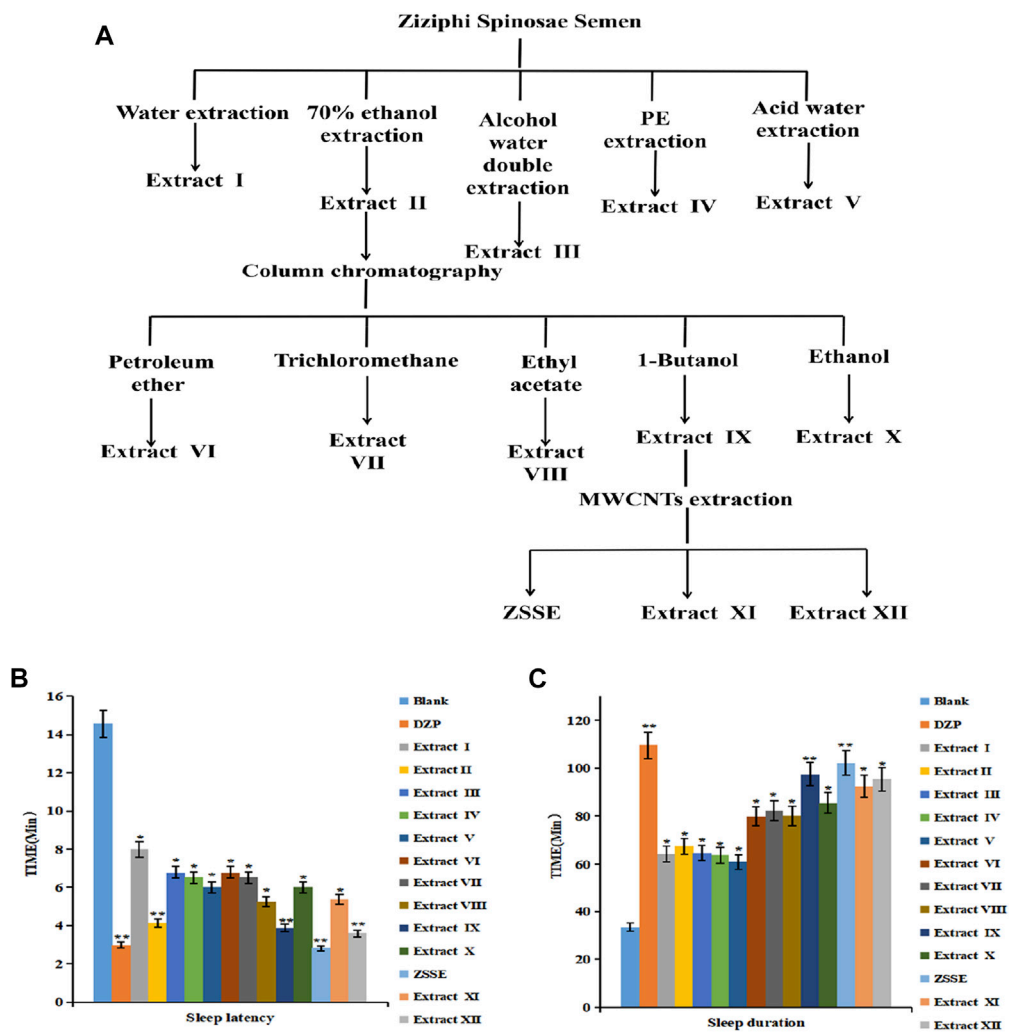 A
Ziziphi Spinosae Semen
Water extraction
70% ethanol
extraction
Alcohol
water
double
extraction
PE
extraction
Acid water
extraction
Extract I
Extract II
Extract III
Extract IV
Extract V
Column chromatography
Petroleum
ether
Trichloromethane
Ethyl
acetate
1-Butanol
Ethanol
Extract VI
Extract
VII
Extract
VIII
Extract IX
Extract X
MWCNTs extraction
ZSSE
Extract XI
Extract XII
B
TIME(Min)
16
14
12
10
8
6
4
2
0
**
*
**
*
*
*
*
*
*
**
*
**
*
**
Sleep latency
Blank
DZP
Extract I
Extract II
Extract III
Extract IV
Extract V
Extract VI
Extract VII
Extract VIII
Extract IX
Extract X
ZSSE
Extract XI
Extract XII
C
TIME(Min)
120
100
80
60
40
20
0
**
*
*
*
*
*
*
*
*
**
*
**
*
*
Sleep duration
Blank
DZP
Extract I
Extract II
Extract III
Extract IV
Extract V
Extract VI
Extract VII
Extract VIII
Extract IX
Extract X
ZSSE
Extract XI
Extract XII